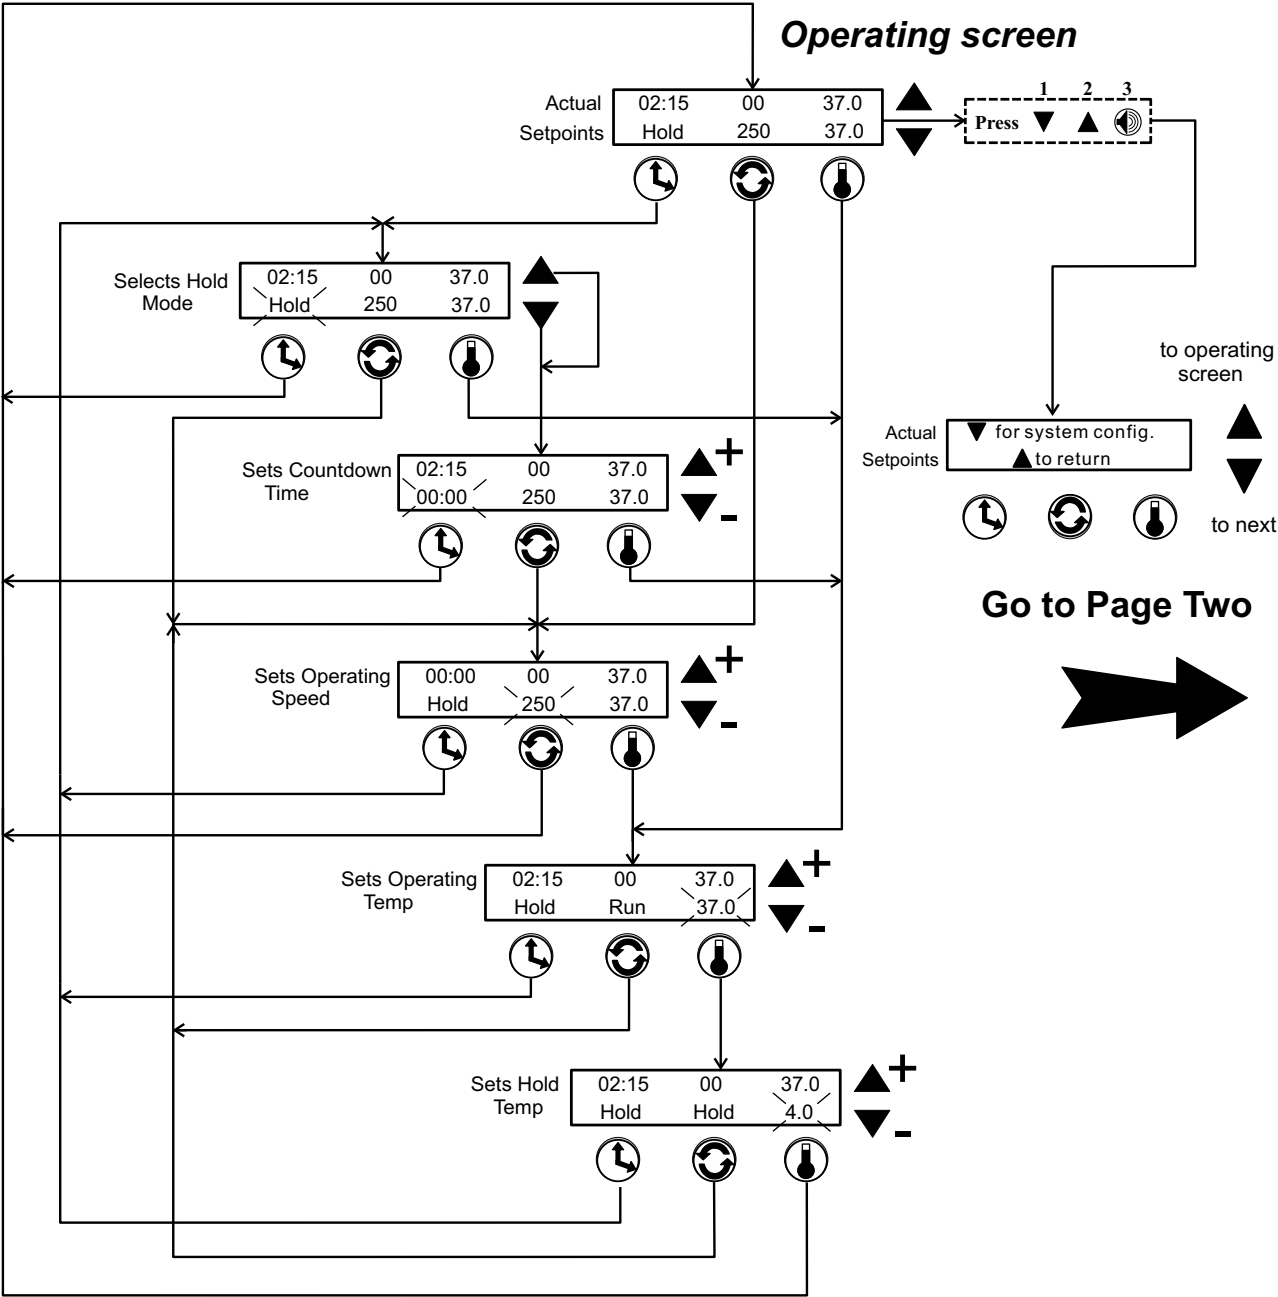 Operating screen
Actual 02:15 00 37.0
Setpoints Hold 250 37.0
1 2 3
Press
Selects Hold Mode
02:15 00 37.0
Hold 250 37.0
to operating
screen
Actual for system config.
Setpoints to return
to next
Sets Countdown
Time
02:15 00 37.0
00:00 250 37.0
Go to Page Two
Sets Operating
Speed
00:00 00 37.0
Hold 250 37.0
+
-
+
-
Sets Operating
Temp
02:15 00 37.0
Hold Run 37.0
+
-
Sets Hold
Temp
02:15 00 37.0
Hold Hold 4.0
+
-